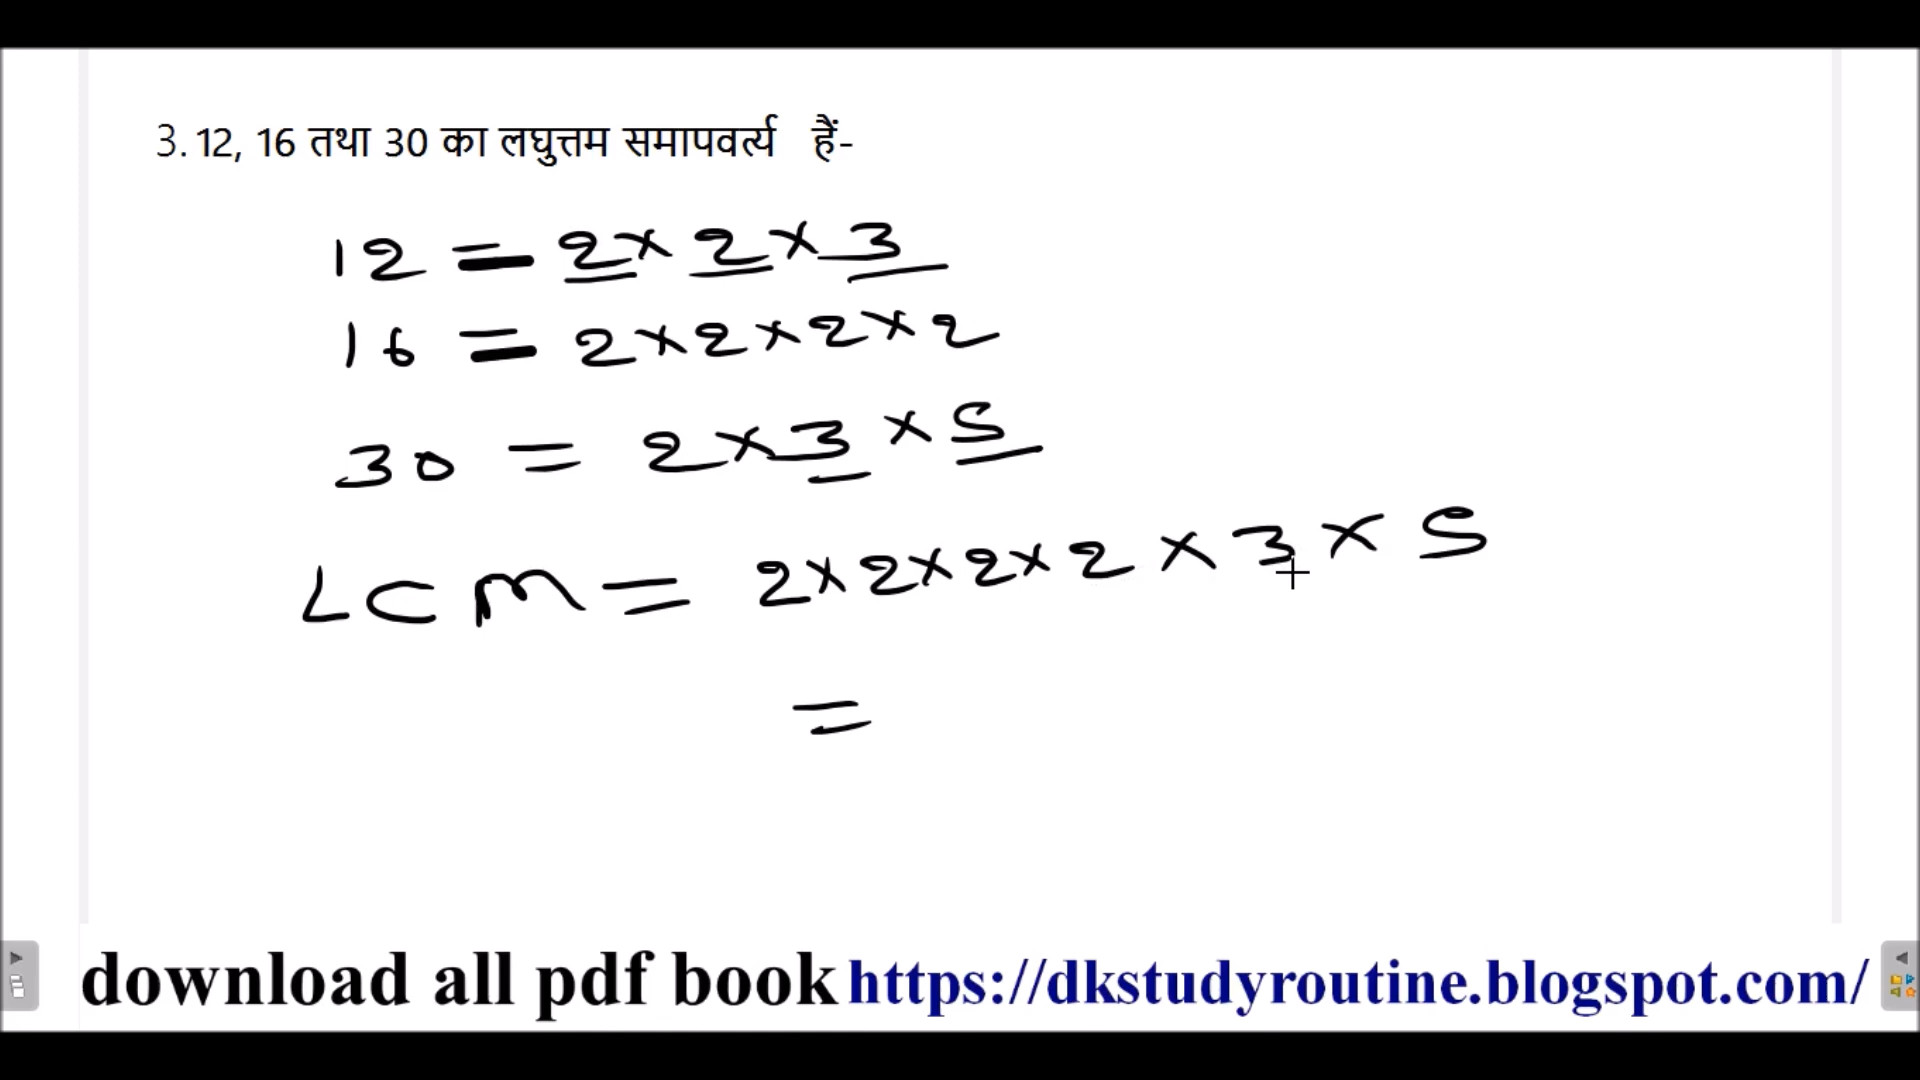 3. 12, 16 तथा 30 का लघुत्तम समापवर्त्य हैं-
12 = 2×2×3
16 = 2×2×2×2
30 = 2×3×5
LCM = 2×2×2×2×3×5
=
download all pdf book https://dkstudyroutine.blogspot.com/